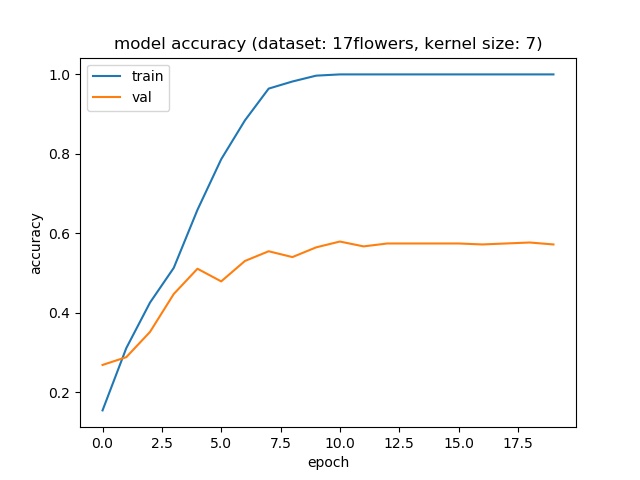 model accuracy (dataset: 17flowers, kernel size: 7)
train
val
1.0
0.8
0.6
0.4
0.2
accuracy
0.0 2.5 5.0 7.5 10.0 12.5 15.0 17.5
epoch